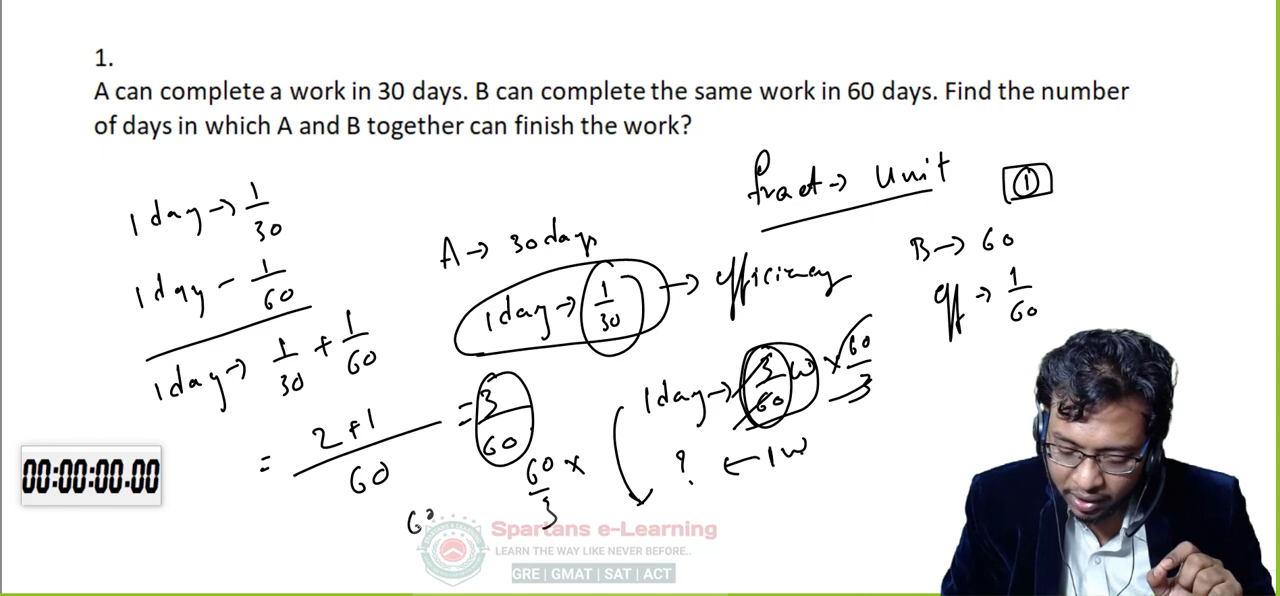 1.
A can complete a work in 30 days. B can complete the same work in 60 days. Find the number
of days in which A and B together can finish the work?
fract → Unit
①
1 day → 1/30
1 day - 1/60
1 day → 1/30 + 1/60
= (2+1)/60 = 3/60
A → 30 days
1 day → 1/30 → efficiency
B → 60
eff → 1/60
1 day → 3/60 w × 60/3
? ← 1 w
60/3 ×
00:00:00.00
Spartans e-Learning
LEARN THE WAY LIKE NEVER BEFORE..
GRE | GMAT | SAT | ACT